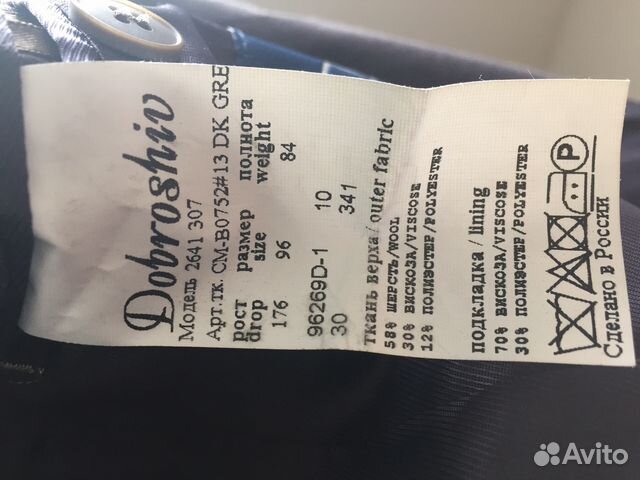 Dobroshiv
Модель 2641 307
Арт.тк. CM-B0752#13 DK GRE
рост размер полнота
drop size weight
176 96 84
96269D-1 10
30 341
ткань верха/outer fabric
58% ШЕРСТЬ/WOOL
30% ВИСКОЗА/VISCOSE
12% ПОЛИЭСТЕР/POLYESTER
подкладка / lining
70% ВИСКОЗА/VISCOSE
30% ПОЛИЭСТЕР/POLYESTER
P
Сделано в России
Avito